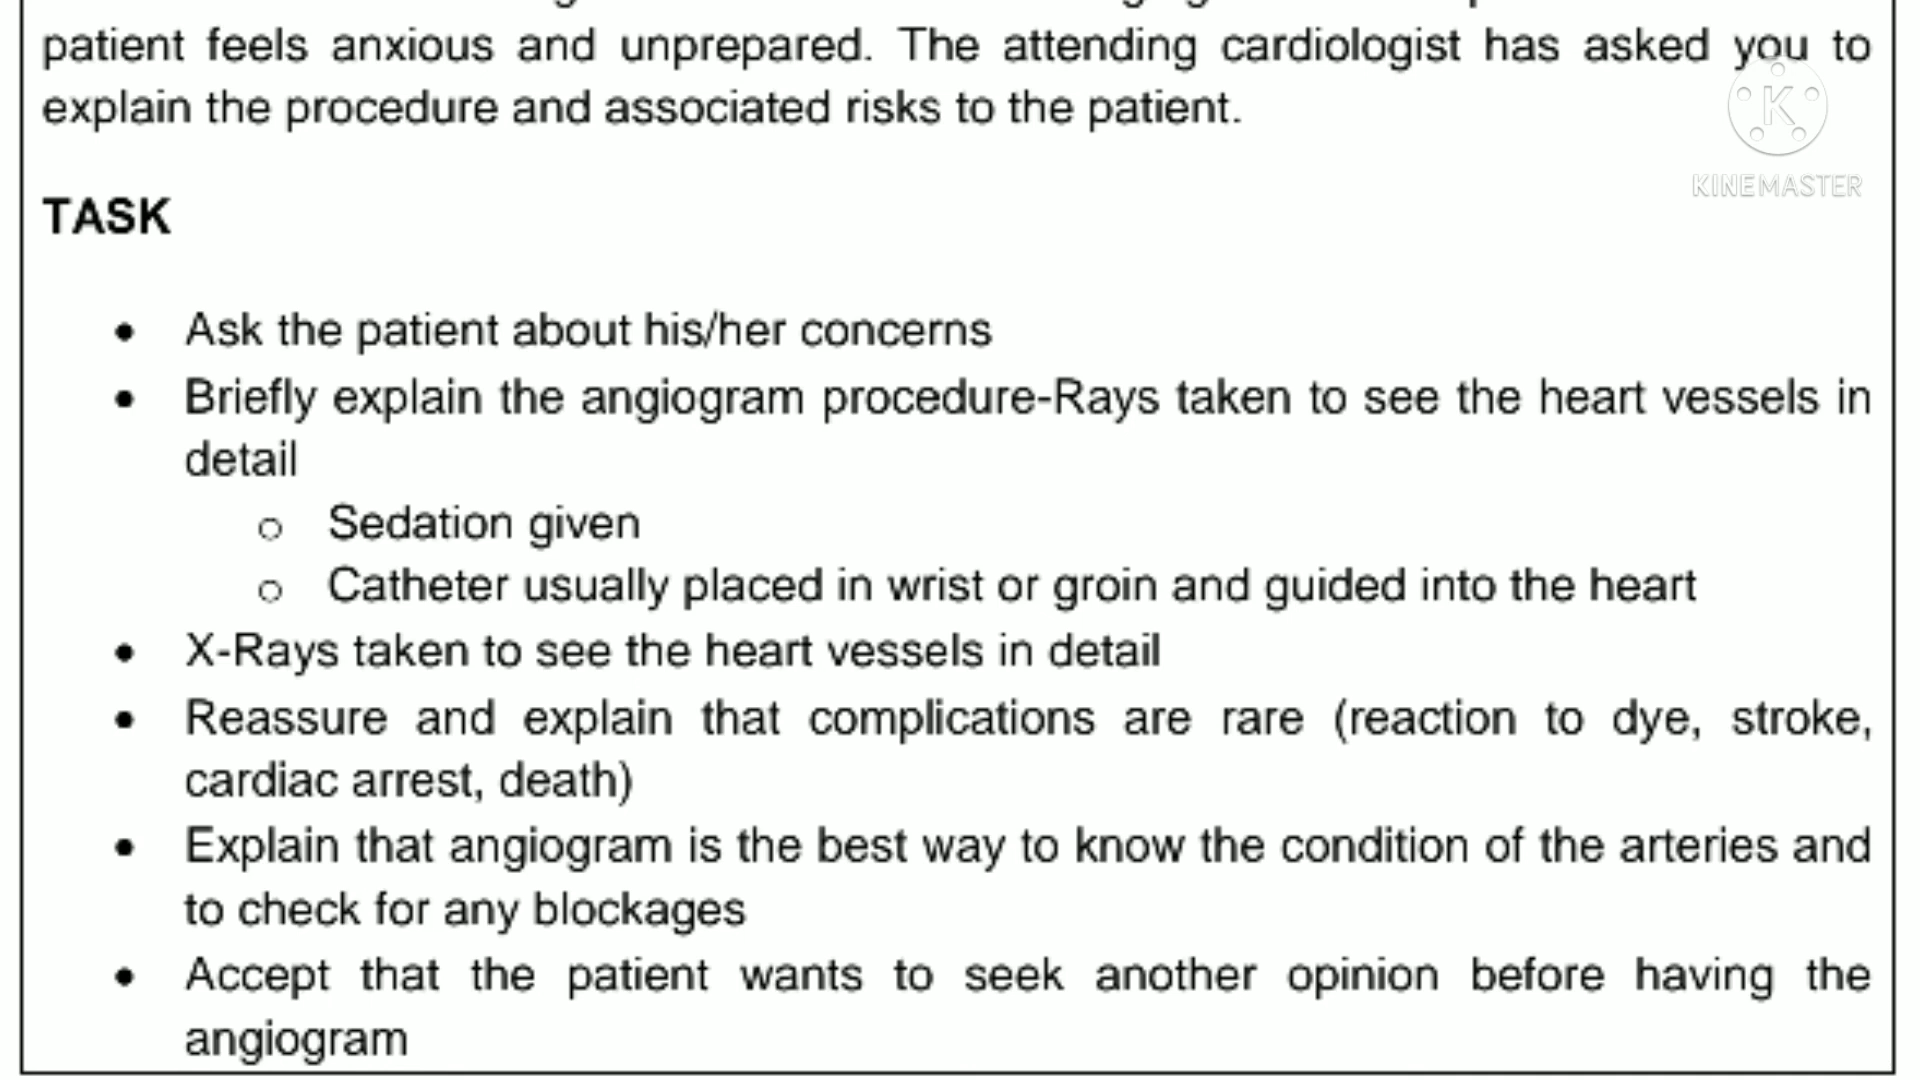 patient feels anxious and unprepared. The attending cardiologist has asked you to
explain the procedure and associated risks to the patient.
KINEMASTER
TASK
• Ask the patient about his/her concerns
• Briefly explain the angiogram procedure-Rays taken to see the heart vessels in
detail
o Sedation given
o Catheter usually placed in wrist or groin and guided into the heart
• X-Rays taken to see the heart vessels in detail
• Reassure and explain that complications are rare (reaction to dye, stroke,
cardiac arrest, death)
• Explain that angiogram is the best way to know the condition of the arteries and
to check for any blockages
• Accept that the patient wants to seek another opinion before having the
angiogram